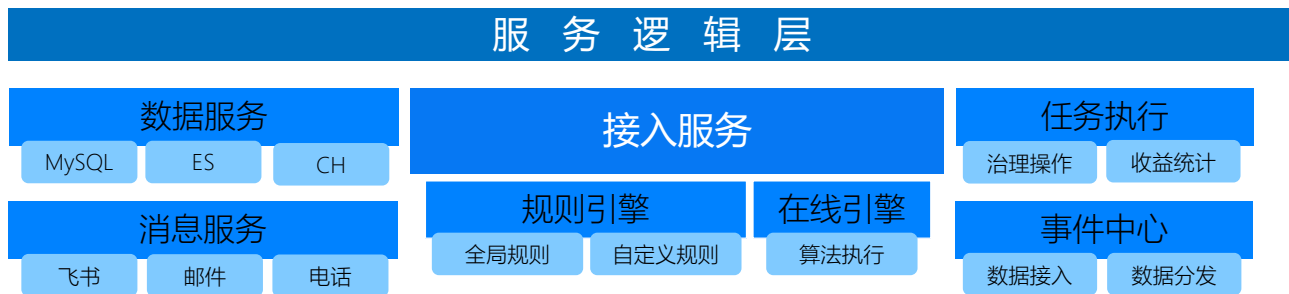 服务逻辑层
数据服务
MySQL
ES
CH
消息服务
飞书
邮件
电话
接入服务
规则引擎
全局规则
自定义规则
在线引擎
算法执行
任务执行
治理操作
收益统计
事件中心
数据接入
数据分发